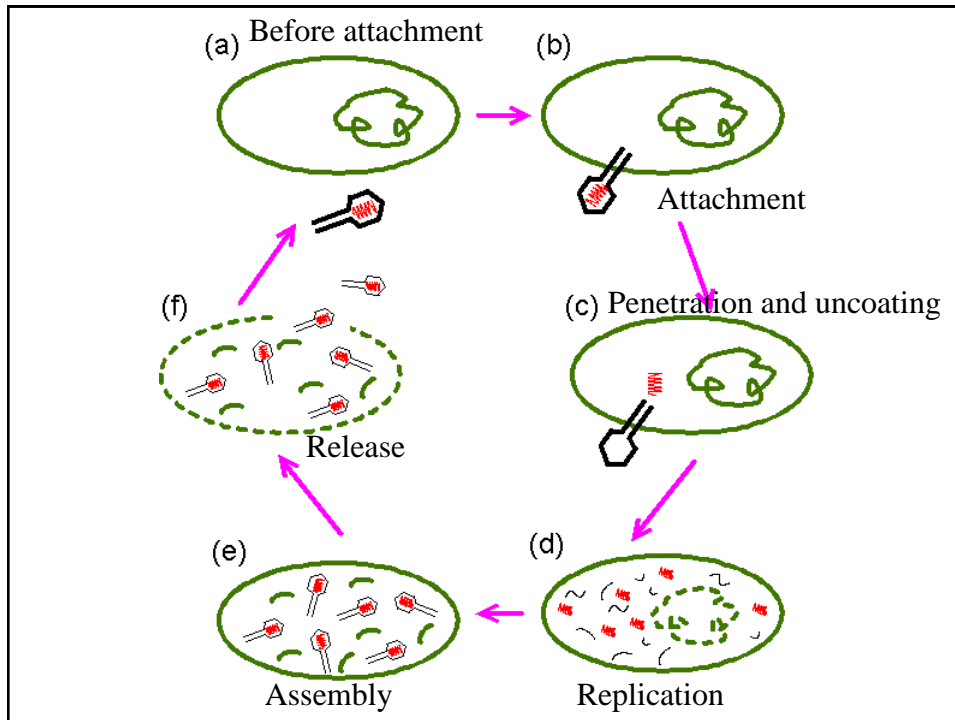 (a) Before attachment
(b)
Attachment
(c) Penetration and uncoating
(d)
Replication
(e)
Assembly
(f)
Release